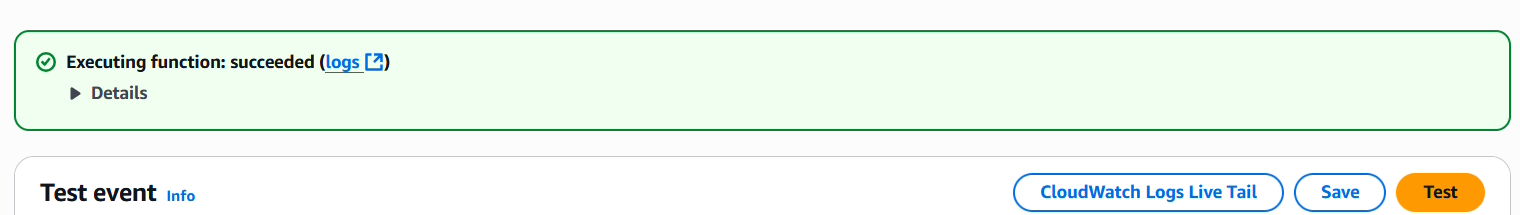 Executing function: succeeded (logs)
Details
Test event Info CloudWatch Logs Live Tail Save Test